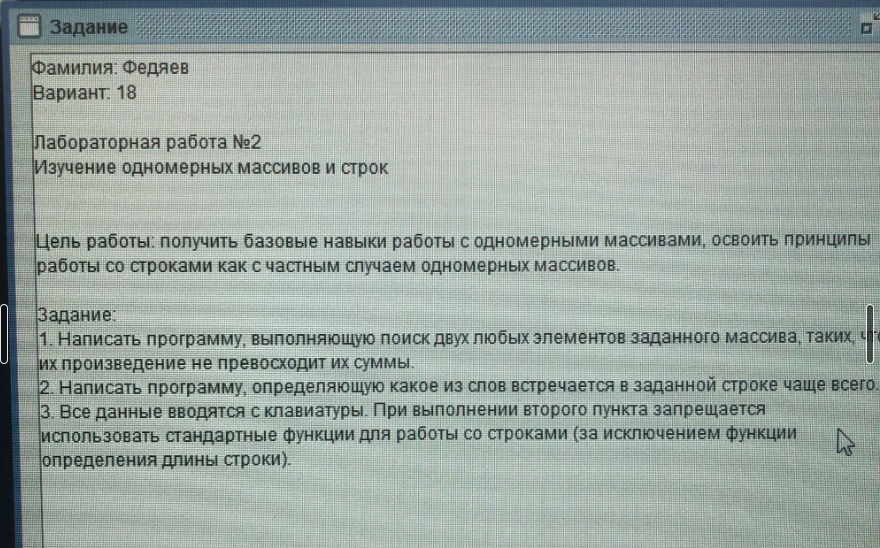 Задание
Фамилия: Федяев
Вариант: 18
Лабораторная работа №2
Изучение одномерных массивов и строк
Цель работы: получить базовые навыки работы с одномерными массивами, освоить принципы
работы со строками как с частным случаем одномерных массивов.
Задание:
1. Написать программу, выполняющую поиск двух любых элементов заданного массива, таких, что
их произведение не превосходит их суммы.
2. Написать программу, определяющую какое из слов встречается в заданной строке чаще всего.
3. Все данные вводятся с клавиатуры. При выполнении второго пункта запрещается
использовать стандартные функции для работы со строками (за исключением функции
определения длины строки).